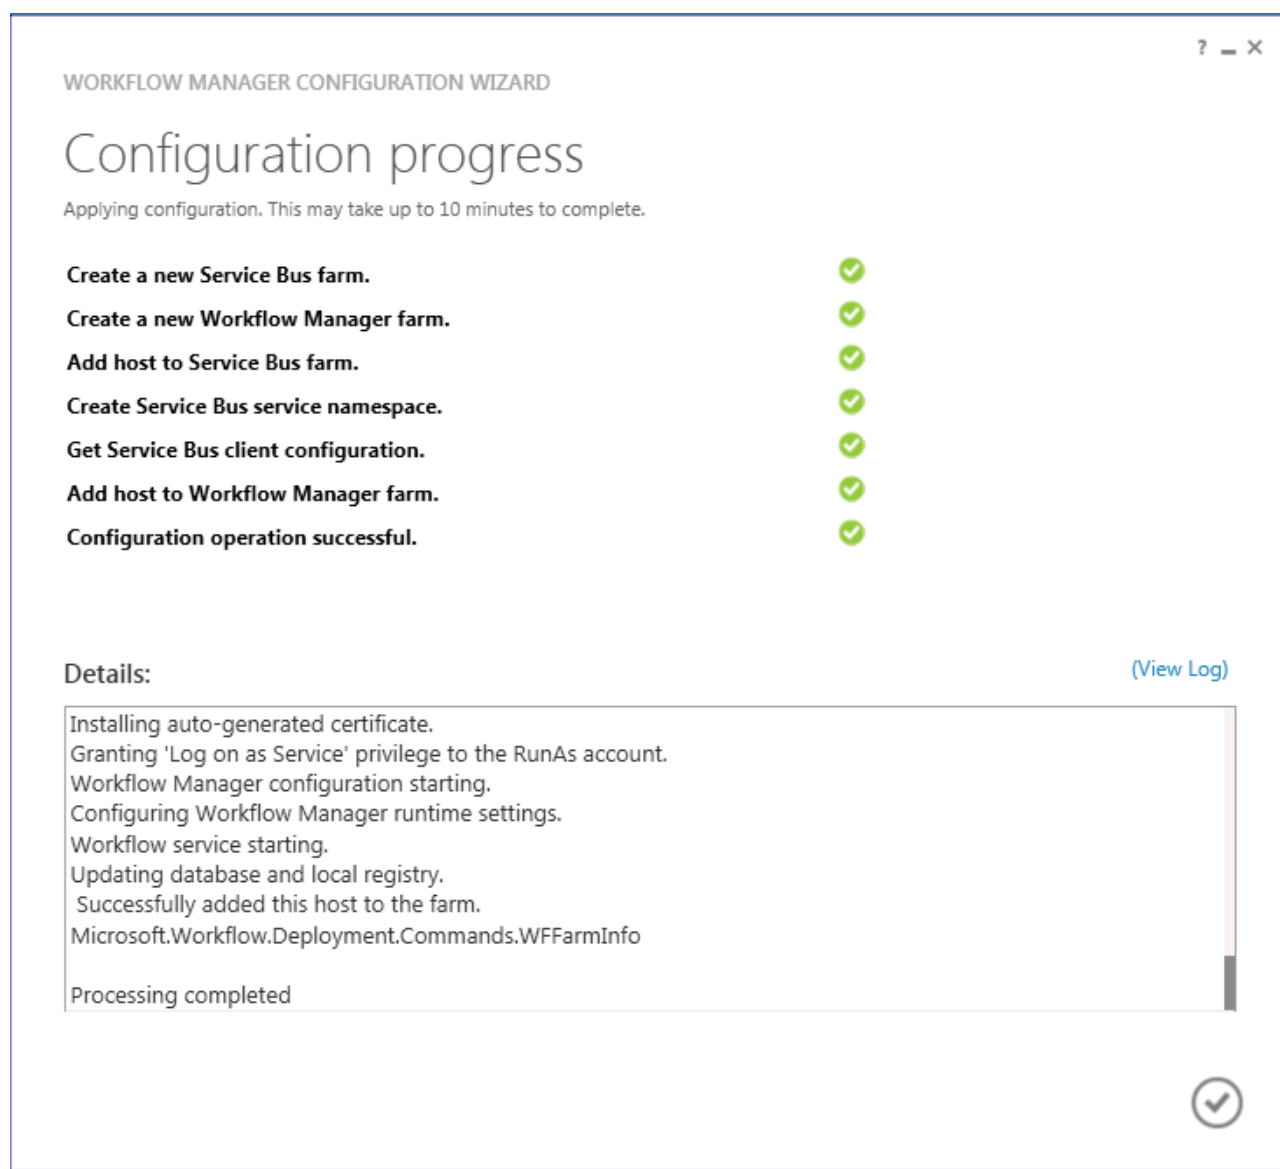 ?
WORKFLOW MANAGER CONFIGURATION WIZARD
Configuration progress
Applying configuration. This may take up to 10 minutes to complete.
Create a new Service Bus farm.
Create a new Workflow Manager farm.
Add host to Service Bus farm.
Create Service Bus service namespace.
Get Service Bus client configuration.
Add host to Workflow Manager farm.
Configuration operation successful.
Details:
(View Log)
Installing auto-generated certificate.
Granting 'Log on as Service' privilege to the RunAs account.
Workflow Manager configuration starting.
Configuring Workflow Manager runtime settings.
Workflow service starting.
Updating database and local registry.
Successfully added this host to the farm.
Microsoft.Workflow.Deployment.Commands.WFFarmInfo
Processing completed